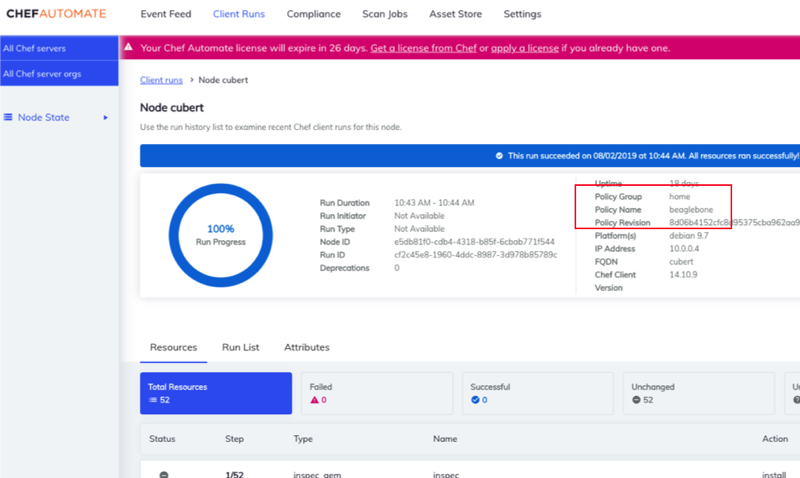 CHEFAUTOMATE
Event Feed Client Runs Compliance Scan Jobs Asset Store Settings
All Chef servers
All Chef server orgs
Node State
Your Chef Automate license will expire in 26 days. Get a license from Chef or apply a license if you already have one.
Client runs > Node cubert
Node cubert
Use the run history list to examine recent Chef client runs for this node.
This run succeeded on 08/02/2019 at 10:44 AM. All resources ran successfully!
100%
Run Progress
Run Duration 10:43 AM - 10:44 AM
Run Initiator Not Available
Run Type Not Available
Node ID e5db81f0-cdb4-4318-b85f-6cbab771f544
Run ID cf2c45e8-1960-4ddc-8987-3d978b85789c
Deprecations 0
Uptime 18 days
Policy Group home
Policy Name beaglebone
Policy Revision
Platform(s) debian 9.7
IP Address 10.0.0.4
FQDN cubert
Chef Client 14.10.9
Version
Resources Run List Attributes
Total Resources
52
Failed
0
Successful
0
Unchanged
52
Status Step Type Name Action
1/52 inspec_gem inspec install